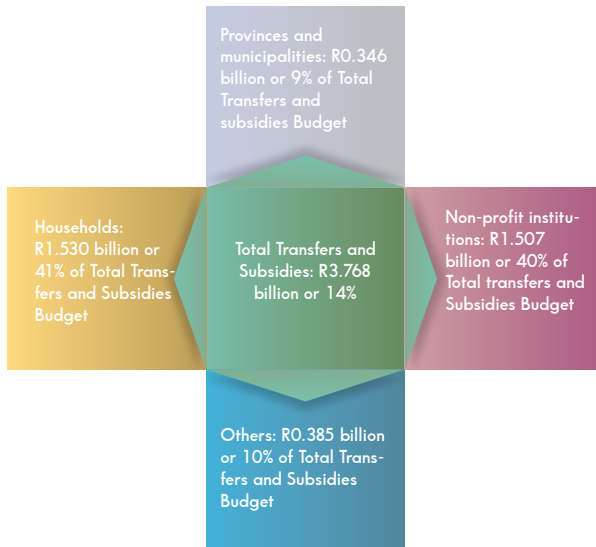 Provinces and
municipalities: R0.346
billion or 9% of Total
Transfers and
subsidies Budget
Households:
R1.530 billion or
41% of Total Trans-
fers and Subsidies
Budget
Total Transfers and
Subsidies: R3.768
billion or 14%
Non-profit institu-
tions: R1.507
billion or 40% of
Total transfers and
Subsidies Budget
Others: R0.385 billion
or 10% of Total Trans-
fers and Subsidies
Budget